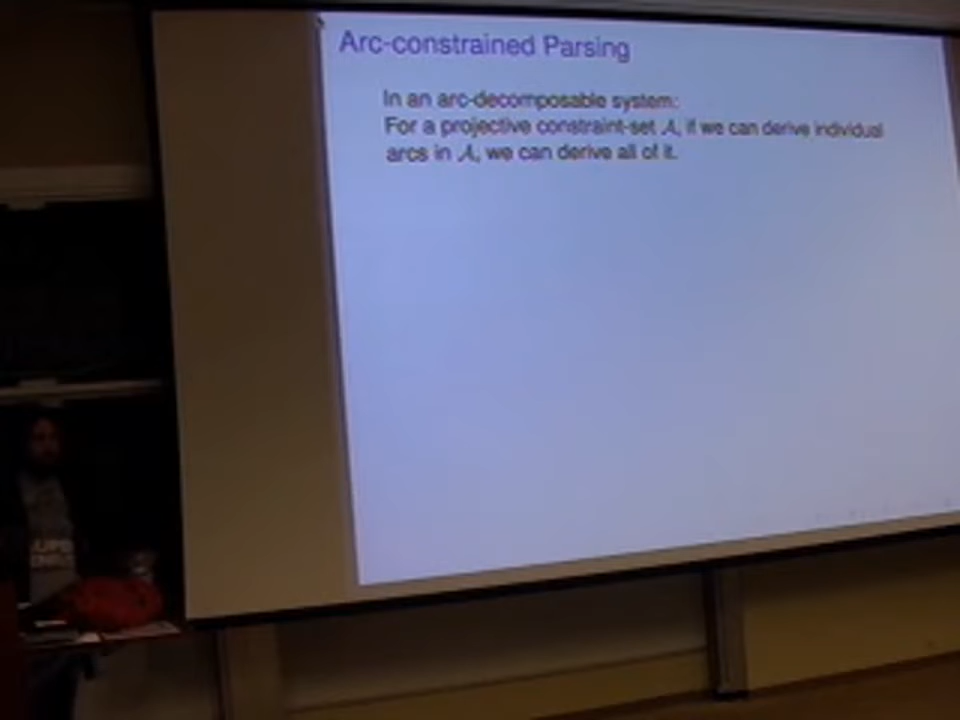 Arc-constrained Parsing
In an arc-decomposable system:
For a projective constraint-set 𝒜, if we can derive individual
arcs in 𝒜, we can derive all of it.